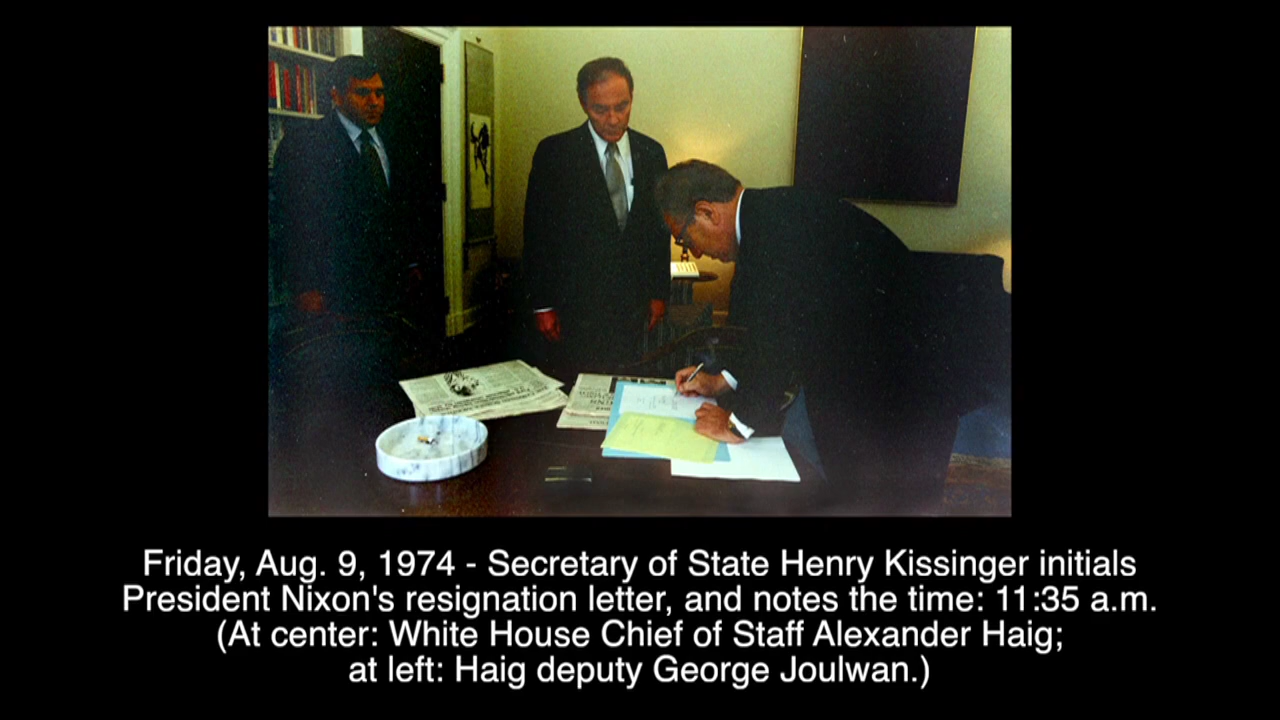 Friday, Aug. 9, 1974 - Secretary of State Henry Kissinger initials
President Nixon's resignation letter, and notes the time: 11:35 a.m.
(At center: White House Chief of Staff Alexander Haig;
at left: Haig deputy George Joulwan.)